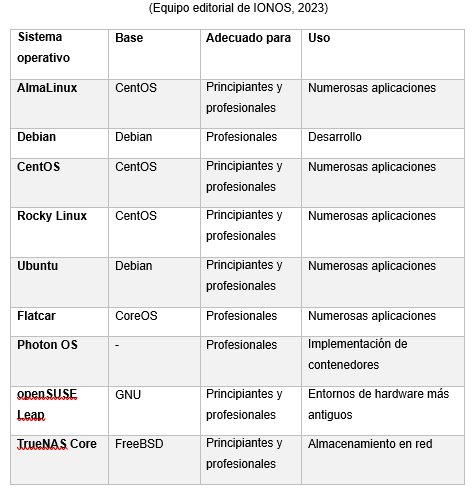 (Equipo editorial de IONOS, 2023)
Sistema operativo Base Adecuado para Uso
AlmaLinux CentOS Principiantes y profesionales Numerosas aplicaciones
Debian Debian Profesionales Desarrollo
CentOS CentOS Principiantes y profesionales Numerosas aplicaciones
Rocky Linux CentOS Principiantes y profesionales Numerosas aplicaciones
Ubuntu Debian Principiantes y profesionales Numerosas aplicaciones
Flatcar CoreOS Profesionales Numerosas aplicaciones
Photon OS - Profesionales Implementación de contenedores
openSUSE Leap GNU Principiantes y profesionales Entornos de hardware más antiguos
TrueNAS Core FreeBSD Principiantes y profesionales Almacenamiento en red